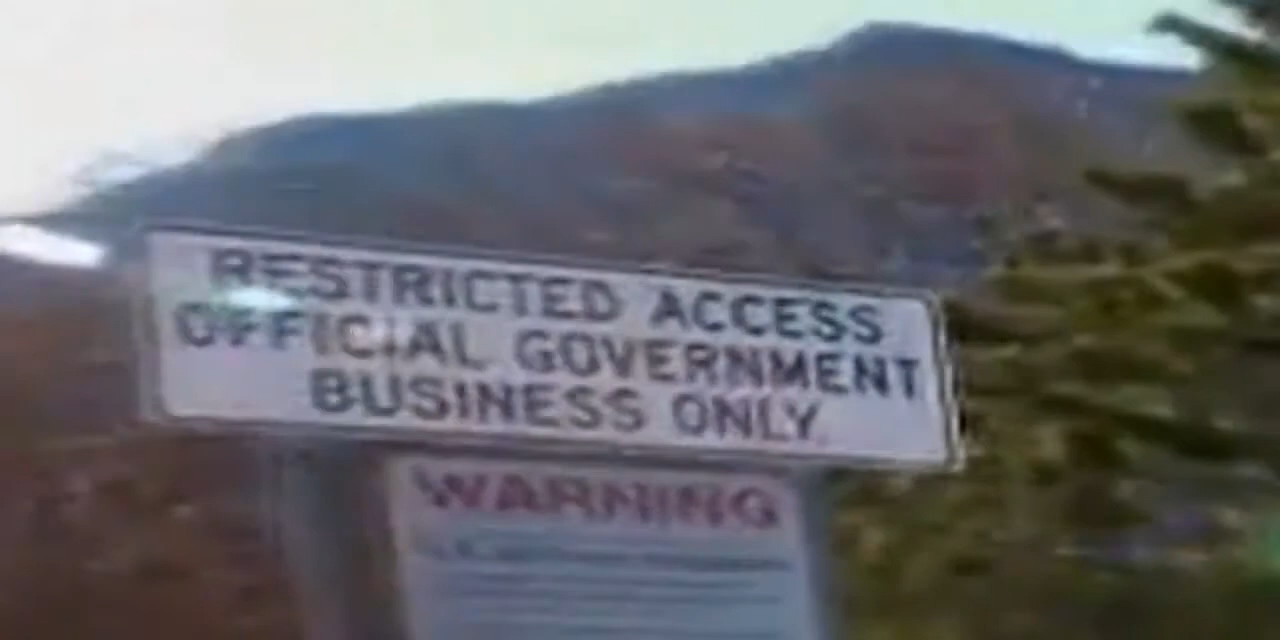 RESTRICTED ACCESS
OFFICIAL GOVERNMENT
BUSINESS ONLY
WARNING